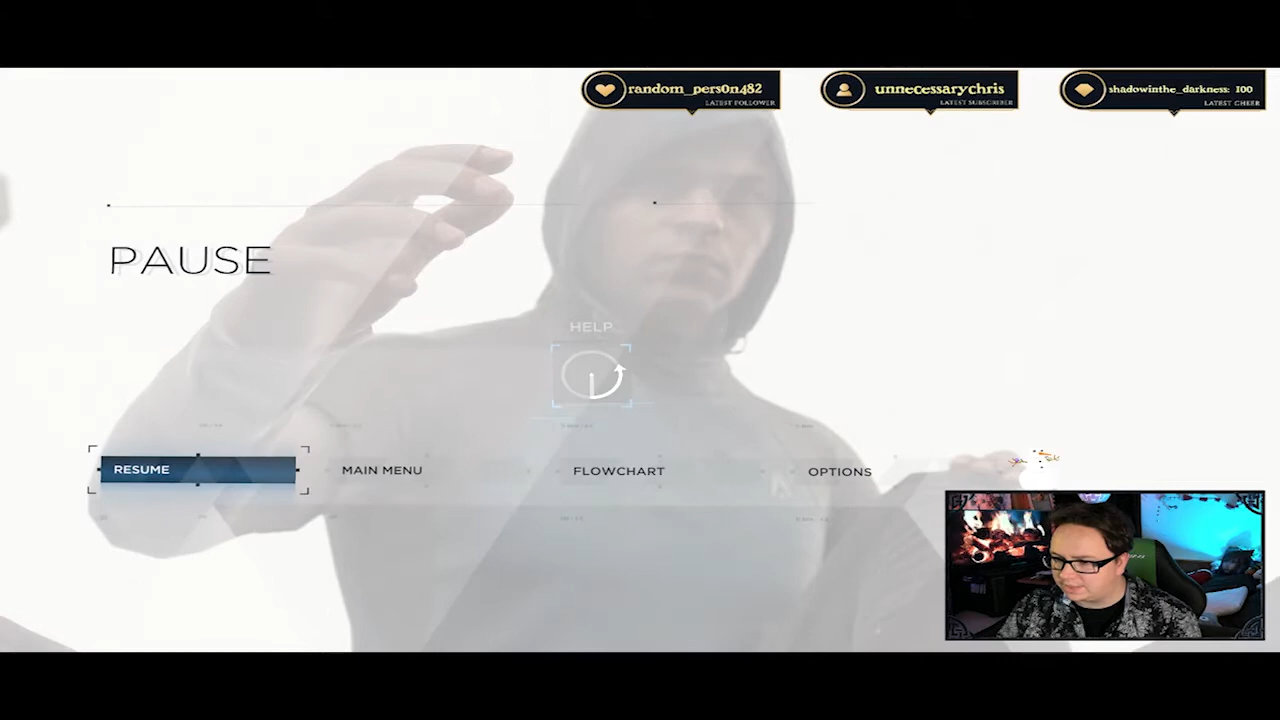 random_pers0n482
LATEST FOLLOWER
unnecessarychris
LATEST SUBSCRIBER
shadowinthe_darkness: 100
LATEST CHEER
PAUSE
HELP
RESUME
MAIN MENU
FLOWCHART
OPTIONS